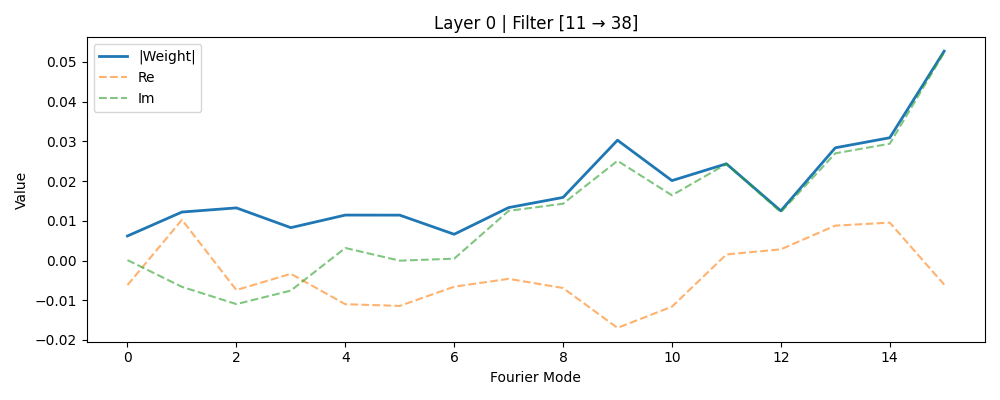 Layer 0 | Filter [11 → 38]
|Weight|
Re
Im
Value
0.05
0.04
0.03
0.02
0.01
0.00
−0.01
−0.02
0 2 4 6 8 10 12 14
Fourier Mode